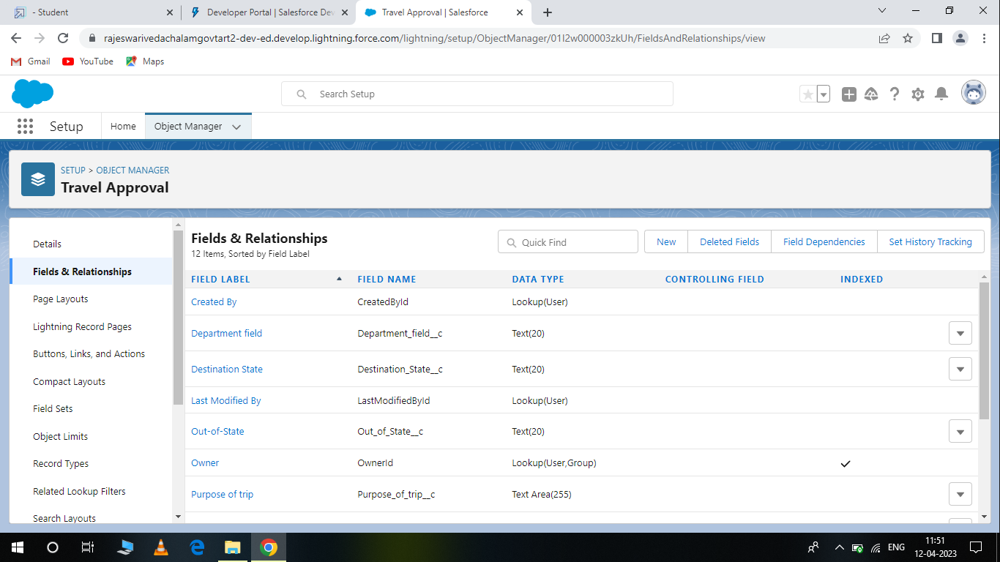 - Student
Developer Portal | Salesforce Dev
Travel Approval | Salesforce
rajeswarivedachalamgovtart2-dev-ed.develop.lightning.force.com/lightning/setup/ObjectManager/01I2w000003zkUh/FieldsAndRelationships/view
Gmail YouTube Maps
Search Setup
Setup Home Object Manager
SETUP > OBJECT MANAGER
Travel Approval
Details
Fields & Relationships
Page Layouts
Lightning Record Pages
Buttons, Links, and Actions
Compact Layouts
Field Sets
Object Limits
Record Types
Related Lookup Filters
Search Layouts
Fields & Relationships
12 Items, Sorted by Field Label
Quick Find
New Deleted Fields Field Dependencies Set History Tracking
FIELD LABEL FIELD NAME DATA TYPE CONTROLLING FIELD INDEXED
Created By CreatedById Lookup(User)
Department field Department_field__c Text(20)
Destination State Destination_State__c Text(20)
Last Modified By LastModifiedById Lookup(User)
Out-of-State Out_of_State__c Text(20)
Owner OwnerId Lookup(User,Group)
Purpose of trip Purpose_of_trip__c Text Area(255)
ENG
11:51
12-04-2023